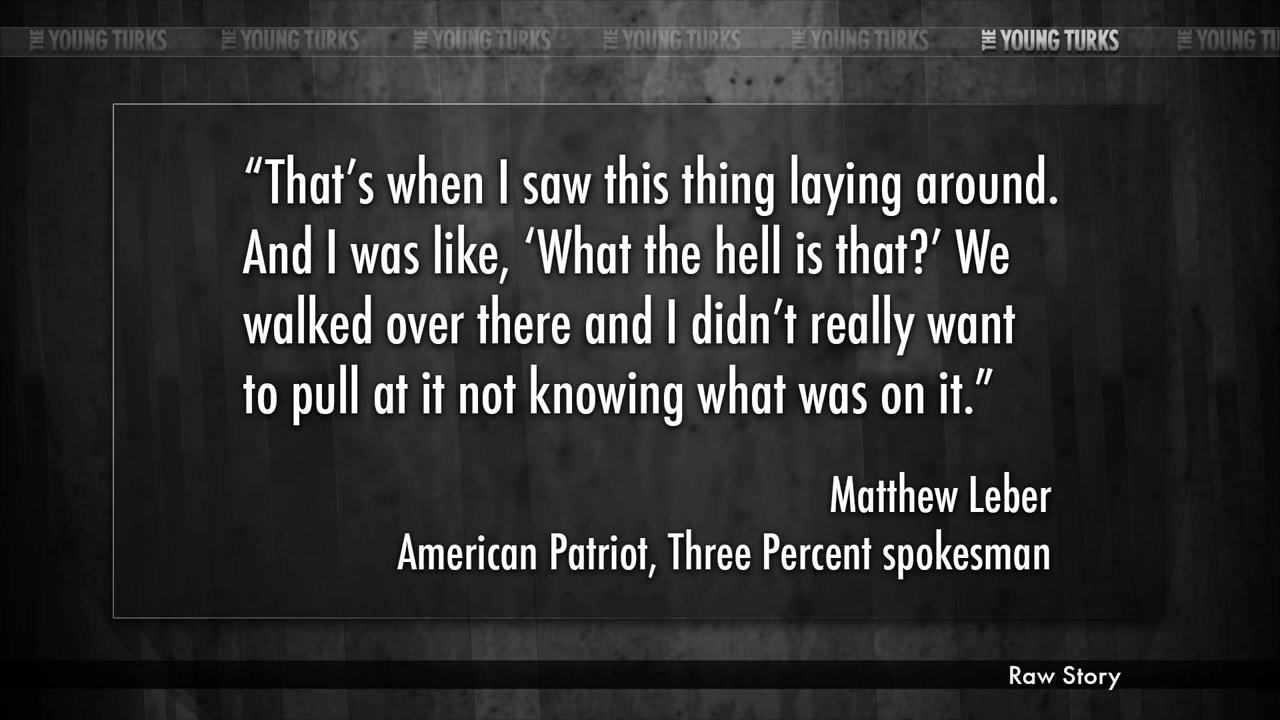 THE YOUNG TURKS THE YOUNG TURKS THE YOUNG TURKS THE YOUNG TURKS THE YOUNG TURKS THE YOUNG TURKS THE YOUNG TU
“That’s when I saw this thing laying around.
And I was like, ‘What the hell is that?’ We
walked over there and I didn’t really want
to pull at it not knowing what was on it.”
Matthew Leber
American Patriot, Three Percent spokesman
Raw Story